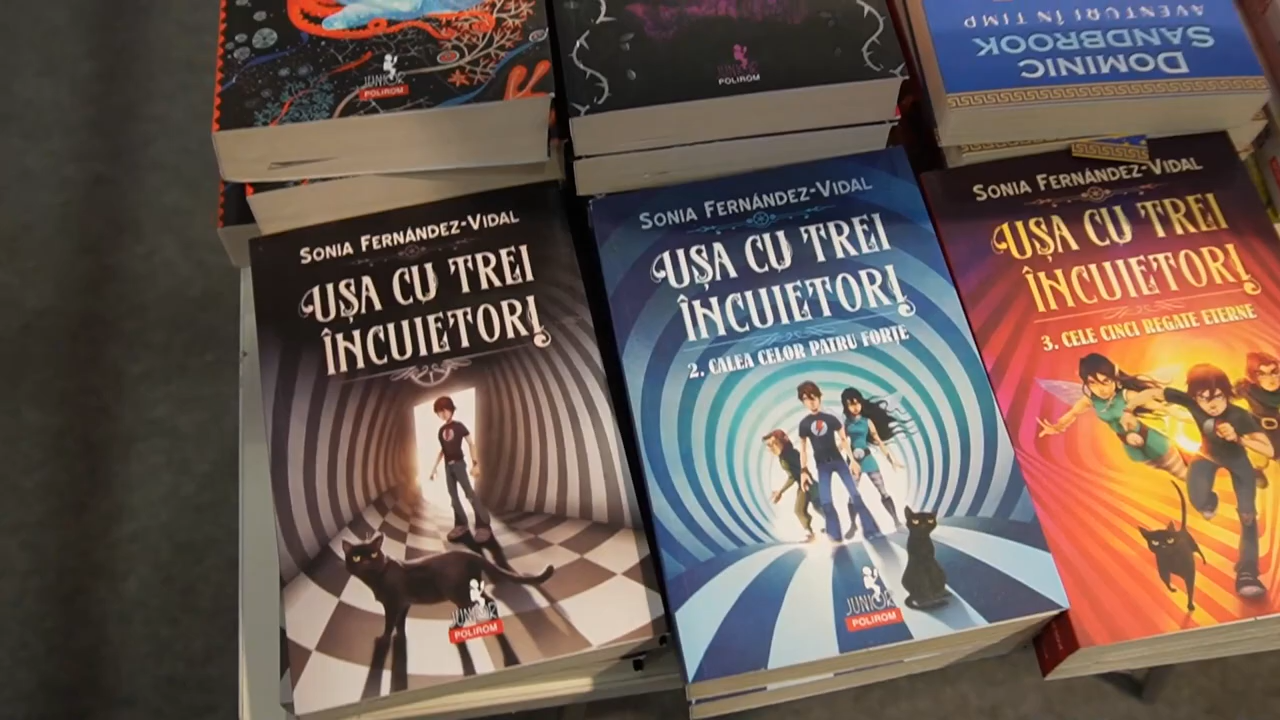 JUNIOR
POLIROM
JUNIOR
POLIROM
DOMINIC
SANDBROOK
AVENTURI ÎN TIMP
SONIA FERNÁNDEZ-VIDAL
UȘA CU TREI
ÎNCUIETORI
JUNIOR
POLIROM
SONIA FERNÁNDEZ-VIDAL
UȘA CU TREI
ÎNCUIETORI
2. CALEA CELOR PATRU FORȚE
JUNIOR
POLIROM
SONIA FERNÁNDEZ-VIDAL
UȘA CU TREI
ÎNCUIETORI
3. CELE CINCI REGATE ETERNE